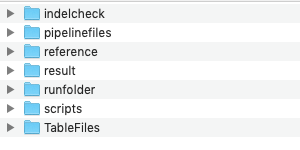 indelcheck
pipelinefiles
reference
result
runfolder
scripts
TableFiles